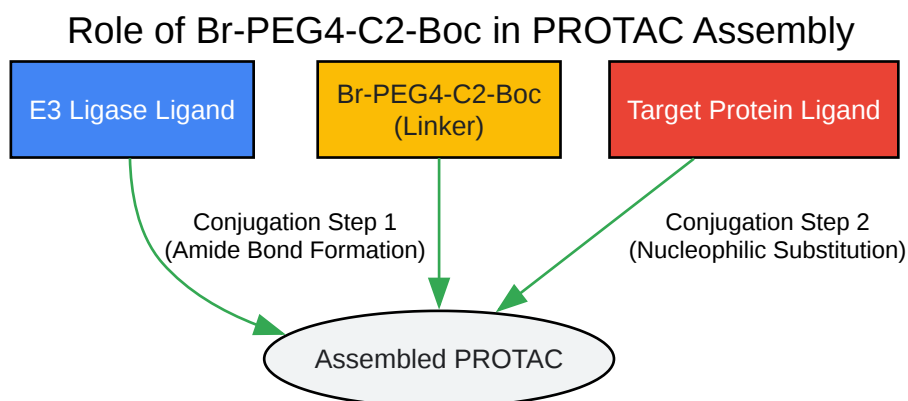 Role of Br-PEG4-C2-Boc in PROTAC Assembly
E3 Ligase Ligand
Br-PEG4-C2-Boc
(Linker)
Target Protein Ligand
Conjugation Step 1
(Amide Bond Formation)
Conjugation Step 2
(Nucleophilic Substitution)
Assembled PROTAC